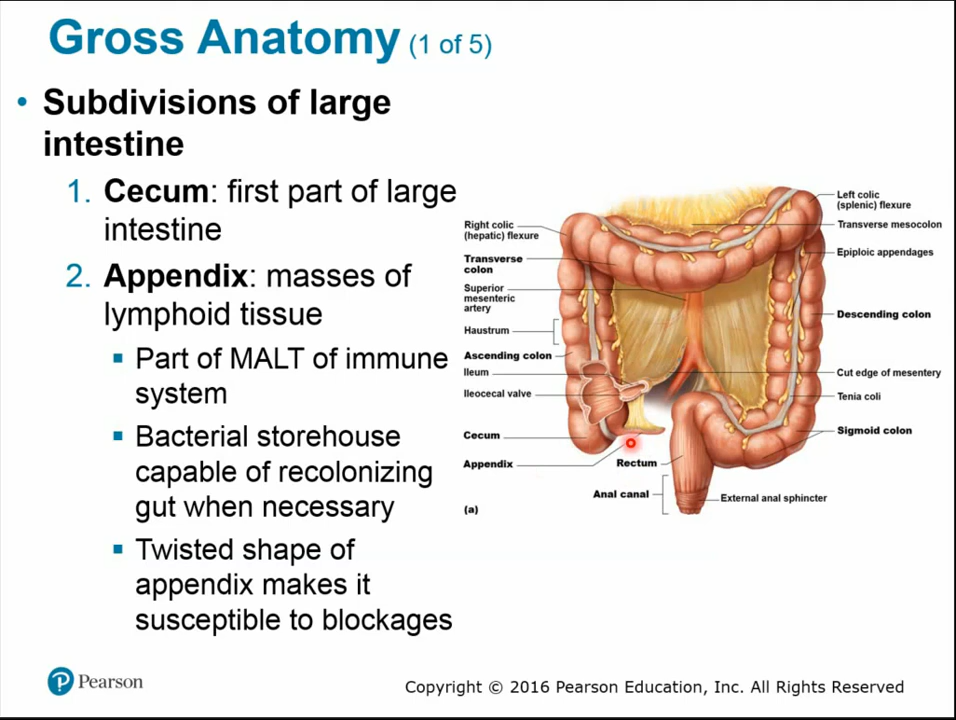 Gross Anatomy (1 of 5)
• Subdivisions of large
intestine
1. Cecum: first part of large
intestine
2. Appendix: masses of
lymphoid tissue
▪ Part of MALT of immune
system
▪ Bacterial storehouse
capable of recolonizing
gut when necessary
▪ Twisted shape of
appendix makes it
susceptible to blockages
Right colic
(hepatic) flexure
Transverse
colon
Superior
mesenteric
artery
Haustrum
Ascending colon
Ileum
Ileocecal valve
Cecum
Appendix
(a)
Left colic
(splenic) flexure
Transverse mesocolon
Epiploic appendages
Descending colon
Cut edge of mesentery
Tenia coli
Sigmoid colon
Rectum
Anal canal
External anal sphincter
P Pearson
Copyright © 2016 Pearson Education, Inc. All Rights Reserved